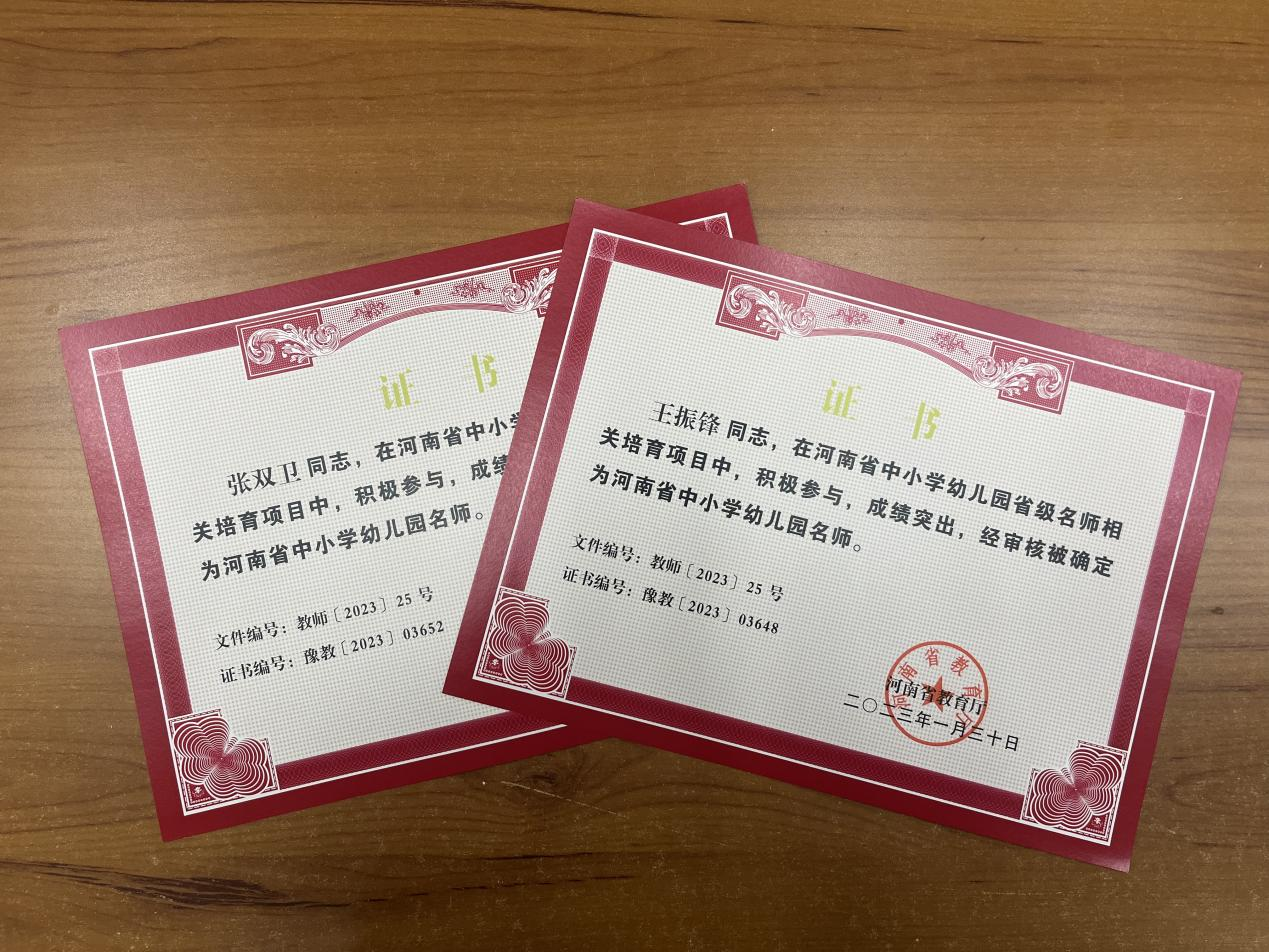 证 书
张双卫 同志，在河南省中小学
关培育项目中，积极参与，成绩
为河南省中小学幼儿园名师。
文件编号：教师〔2023〕25 号
证书编号：豫教〔2023〕03652
证 书
王振锋 同志，在河南省中小学幼儿园省级名师相
关培育项目中，积极参与，成绩突出，经审核被确定
为河南省中小学幼儿园名师。
文件编号：教师〔2023〕25 号
证书编号：豫教〔2023〕03648
河南省教育厅
河南省教育厅
二〇二三年一月三十日